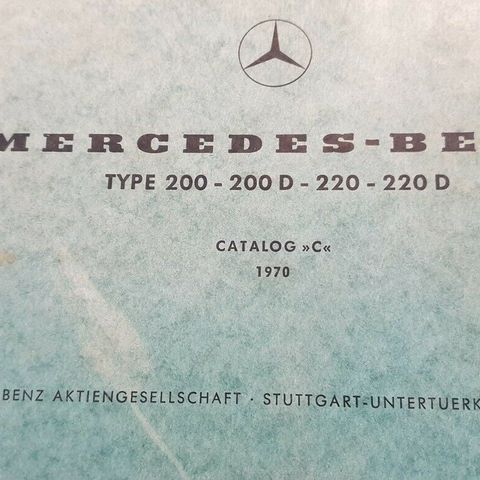 MERCEDES-BE
TYPE 200 - 200 D - 220 - 220 D
CATALOG »C«
1970
BENZ AKTIENGESELLSCHAFT · STUTTGART-UNTERTUERK